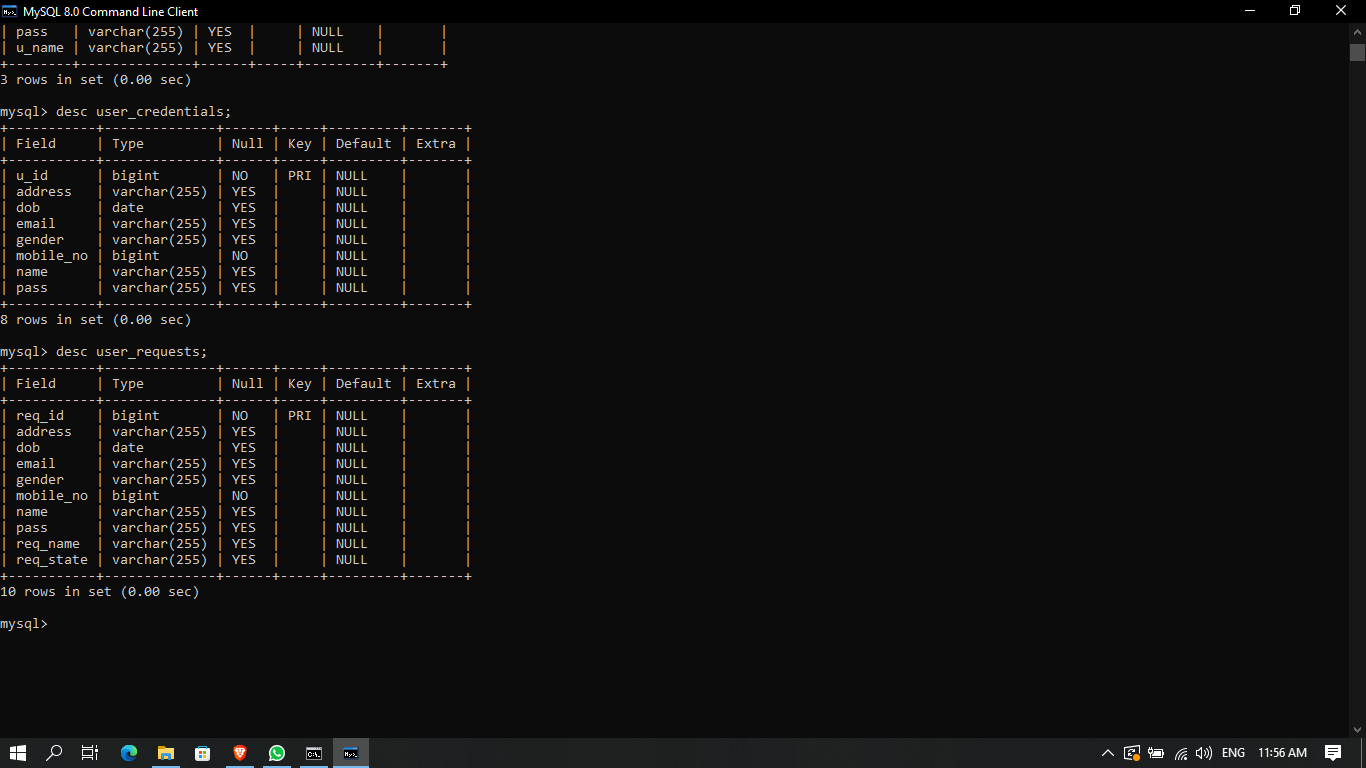 MySQL 8.0 Command Line Client
| pass   | varchar(255) | YES  |     | NULL    |       |
| u_name | varchar(255) | YES  |     | NULL    |       |
+--------+--------------+------+-----+---------+-------+
3 rows in set (0.00 sec)
mysql> desc user_credentials;
+-----------+--------------+------+-----+---------+-------+
| Field     | Type         | Null | Key | Default | Extra |
+-----------+--------------+------+-----+---------+-------+
| u_id      | bigint       | NO   | PRI | NULL    |       |
| address   | varchar(255) | YES  |     | NULL    |       |
| dob       | date         | YES  |     | NULL    |       |
| email     | varchar(255) | YES  |     | NULL    |       |
| gender    | varchar(255) | YES  |     | NULL    |       |
| mobile_no | bigint       | NO   |     | NULL    |       |
| name      | varchar(255) | YES  |     | NULL    |       |
| pass      | varchar(255) | YES  |     | NULL    |       |
+-----------+--------------+------+-----+---------+-------+
8 rows in set (0.00 sec)
mysql> desc user_requests;
+-----------+--------------+------+-----+---------+-------+
| Field     | Type         | Null | Key | Default | Extra |
+-----------+--------------+------+-----+---------+-------+
| req_id    | bigint       | NO   | PRI | NULL    |       |
| address   | varchar(255) | YES  |     | NULL    |       |
| dob       | date         | YES  |     | NULL    |       |
| email     | varchar(255) | YES  |     | NULL    |       |
| gender    | varchar(255) | YES  |     | NULL    |       |
| mobile_no | bigint       | NO   |     | NULL    |       |
| name      | varchar(255) | YES  |     | NULL    |       |
| pass      | varchar(255) | YES  |     | NULL    |       |
| req_name  | varchar(255) | YES  |     | NULL    |       |
| req_state | varchar(255) | YES  |     | NULL    |       |
+-----------+--------------+------+-----+---------+-------+
10 rows in set (0.00 sec)
mysql>
ENG 11:56 AM